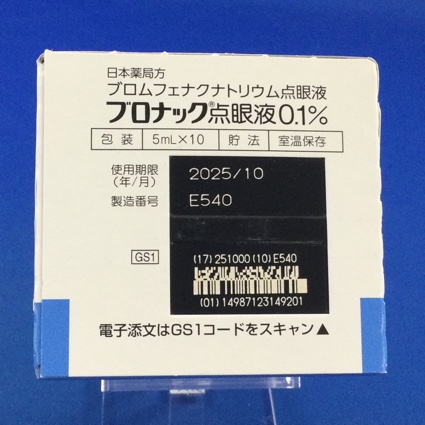 日本薬局方
ブロムフェナクナトリウム点眼液
ブロナック®点眼液0.1%
包装 5mL×10 貯法 室温保存
使用期限 2025/10
(年/月)
製造番号 E540
GS1 (17)251000(10)E540
(01)14987123149201
電子添文はGS1コードをスキャン▲